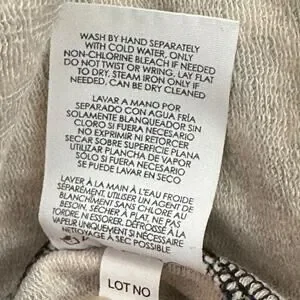 WASH BY HAND SEPARATELY
WITH COLD WATER, ONLY
NON-CHLORINE BLEACH IF NEEDED
DO NOT TWIST OR WRING, LAY FLAT
TO DRY, STEAM IRON ONLY IF
NEEDED, CAN BE DRY CLEANED
LAVAR A MANO POR
SEPARADO CON AGUA FRÍA
SOLAMENTE BLANQUEADOR SIN
CLORO SI FUERA NECESARIO
NO EXPRIMIR NI RETORCER
SECAR SOBRE SUPERFICIE PLANA
UTILIZAR PLANCHA DE VAPOR
SÓLO SI FUERA NECESARIO
SE PUEDE LAVAR EN SECO
LAVER À LA MAIN À L'EAU FROIDE
SÉPARÉMENT, UTILISER UN AGENT DE
BLANCHIMENT SANS CHLORE, AU
BESOIN, SÉCHER À PLAT, NE PAS
TORDRE NI ESSORER, DÉFROISSER À LA
VAPEUR UNIQUEMENT SI NÉCESSAIRE
NETTOYAGE À SEC POSSIBLE
LOT NO